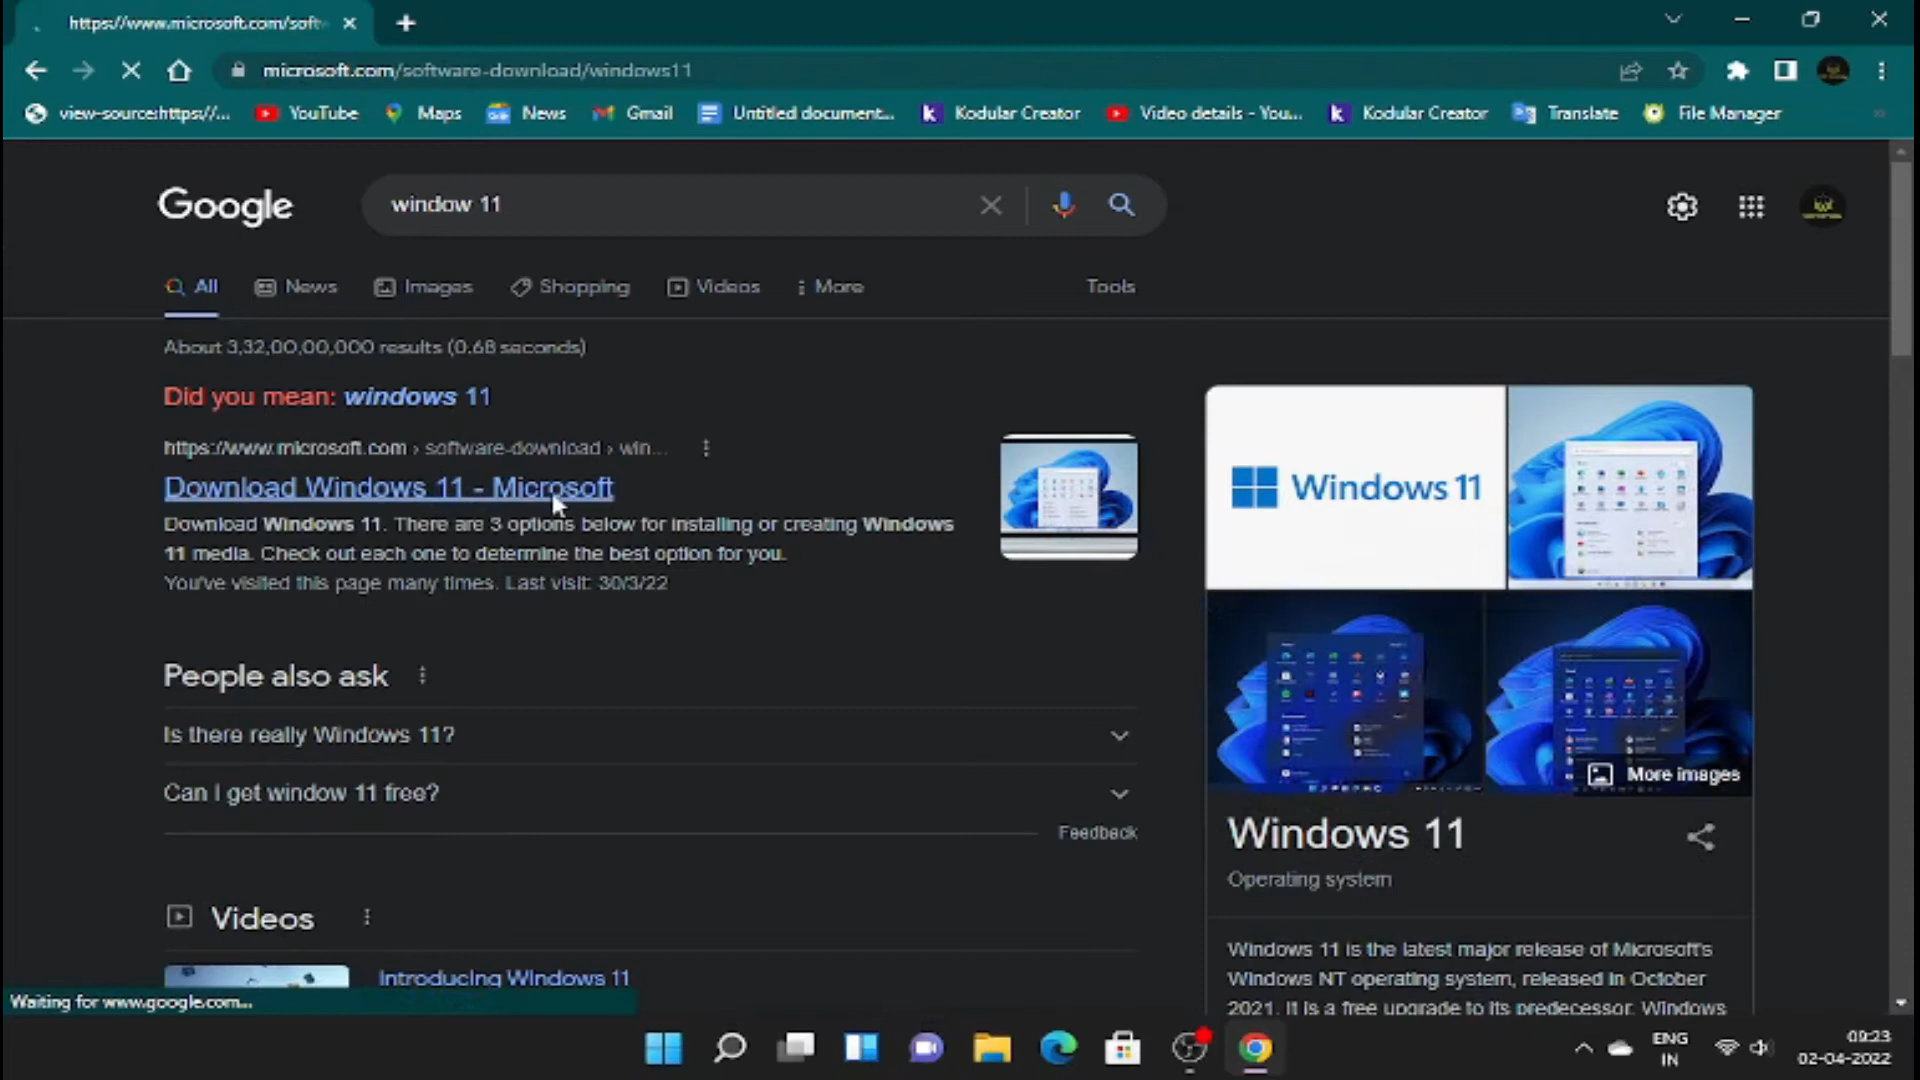 https://www.microsoft.com/soft
microsoft.com/software-download/windows11
view-source:https://...
YouTube
Maps
News
Gmail
Untitled document...
Kodular Creator
Video details - You...
Kodular Creator
Translate
File Manager
Google
window 11
All
News
Images
Shopping
Videos
More
Tools
About 3,32,00,00,000 results (0.68 seconds)
Did you mean: windows 11
https://www.microsoft.com › software-download › win...
Download Windows 11 - Microsoft
Download Windows 11. There are 3 options below for installing or creating Windows
11 media. Check out each one to determine the best option for you.
You've visited this page many times. Last visit: 30/3/22
People also ask
Is there really Windows 11?
Can I get window 11 free?
Feedback
Videos
Introducing Windows 11
Windows 11
More images
Windows 11
Operating system
Windows 11 is the latest major release of Microsoft's
Windows NT operating system, released in October
2021. It is a free upgrade to its predecessor, Windows
Waiting for www.google.com...
ENG
IN
09:23
02-04-2022